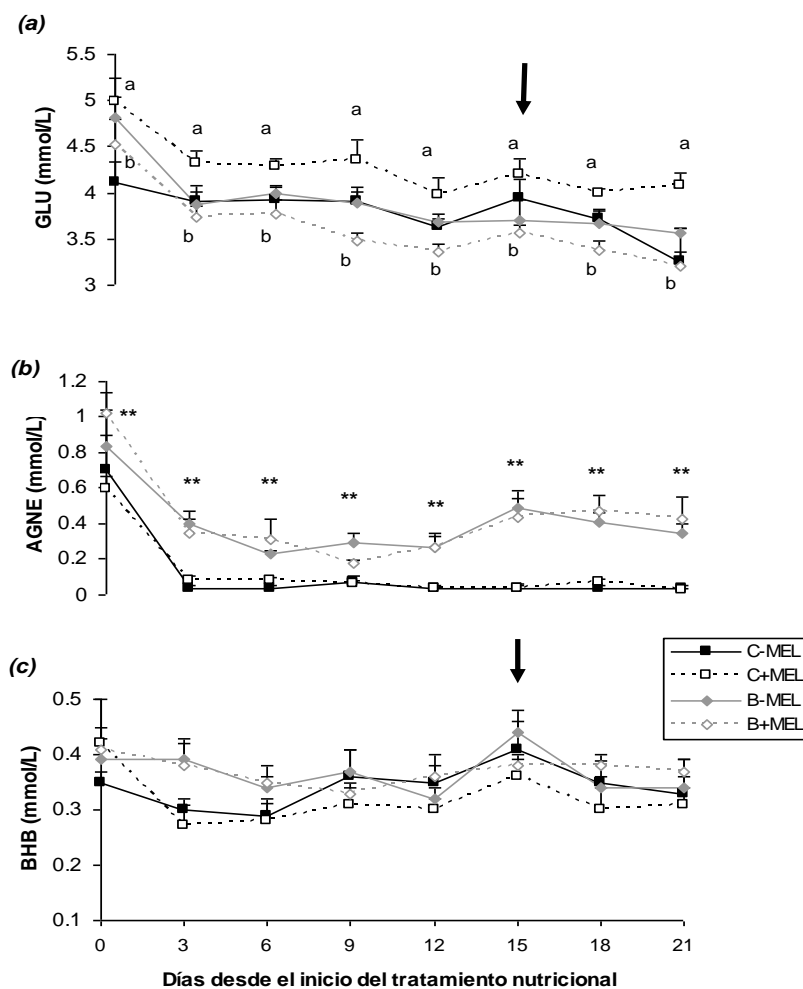 (a)
5.5
5
4.5
4
3.5
3
GLU (mmol/L)
a a a a a a a a
b b b b b b b b
(b)
1.2
1
0.8
0.6
0.4
0.2
0
AGNE (mmol/L)
** ** ** ** ** ** ** **
(c)
0.5
0.4
0.3
0.2
0.1
BHB (mmol/L)
C-MEL
C+MEL
B-MEL
B+MEL
0 3 6 9 12 15 18 21
Días desde el inicio del tratamiento nutricional